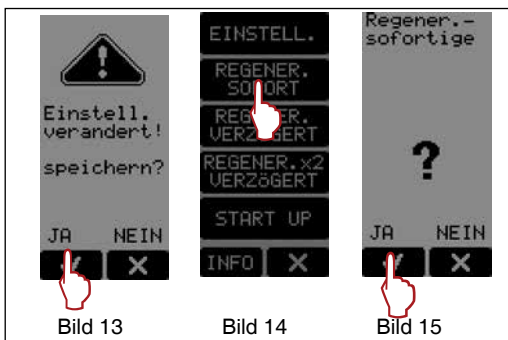 Einstell.
verandert!
speichern?
JA NEIN
Bild 13
EINSTELL.
REGENER.
SOFORT
REGENER.
VERZÖGERT
REGENER.x2
VERZöGERT
START UP
INFO
Bild 14
Regener.-
sofortige
?
JA NEIN
Bild 15